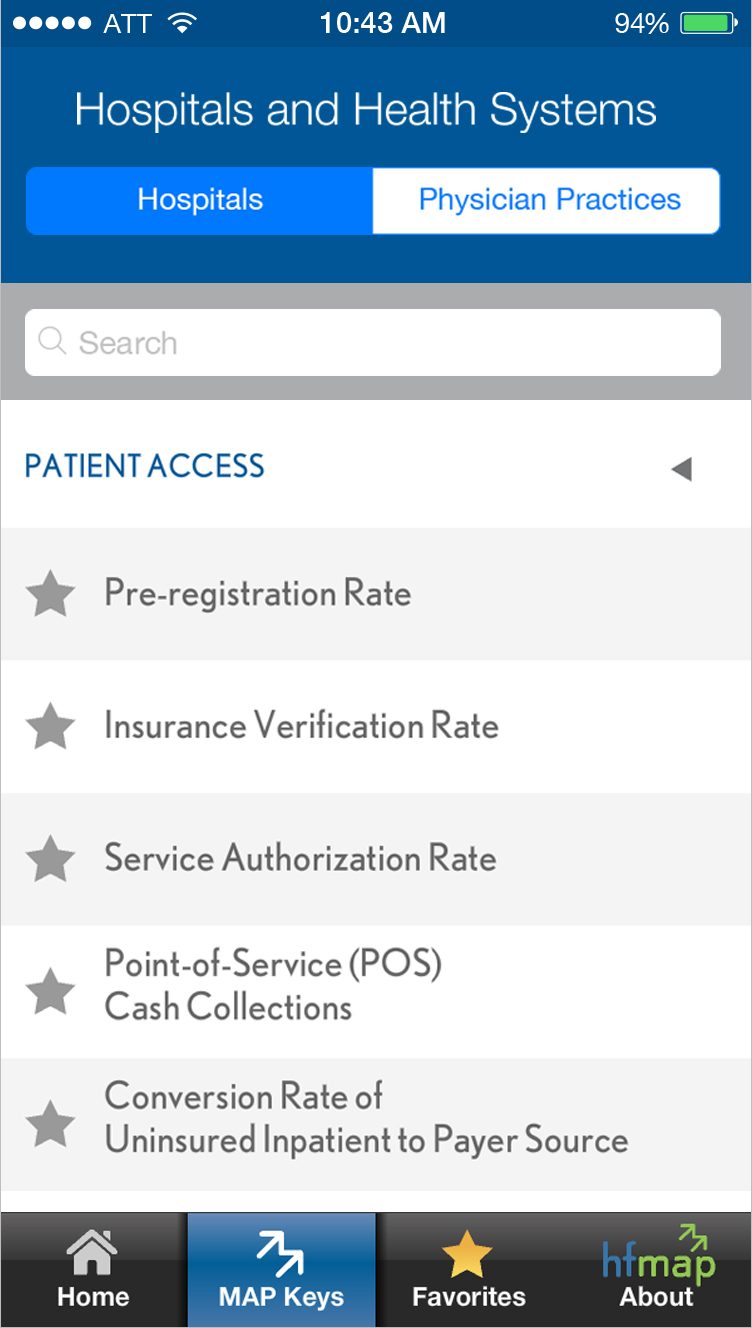 ATT 10:43 AM 94%
Hospitals and Health Systems
Hospitals Physician Practices
Search
PATIENT ACCESS
Pre-registration Rate
Insurance Verification Rate
Service Authorization Rate
Point-of-Service (POS)
Cash Collections
Conversion Rate of
Uninsured Inpatient to Payer Source
hfmap
Home MAP Keys Favorites About